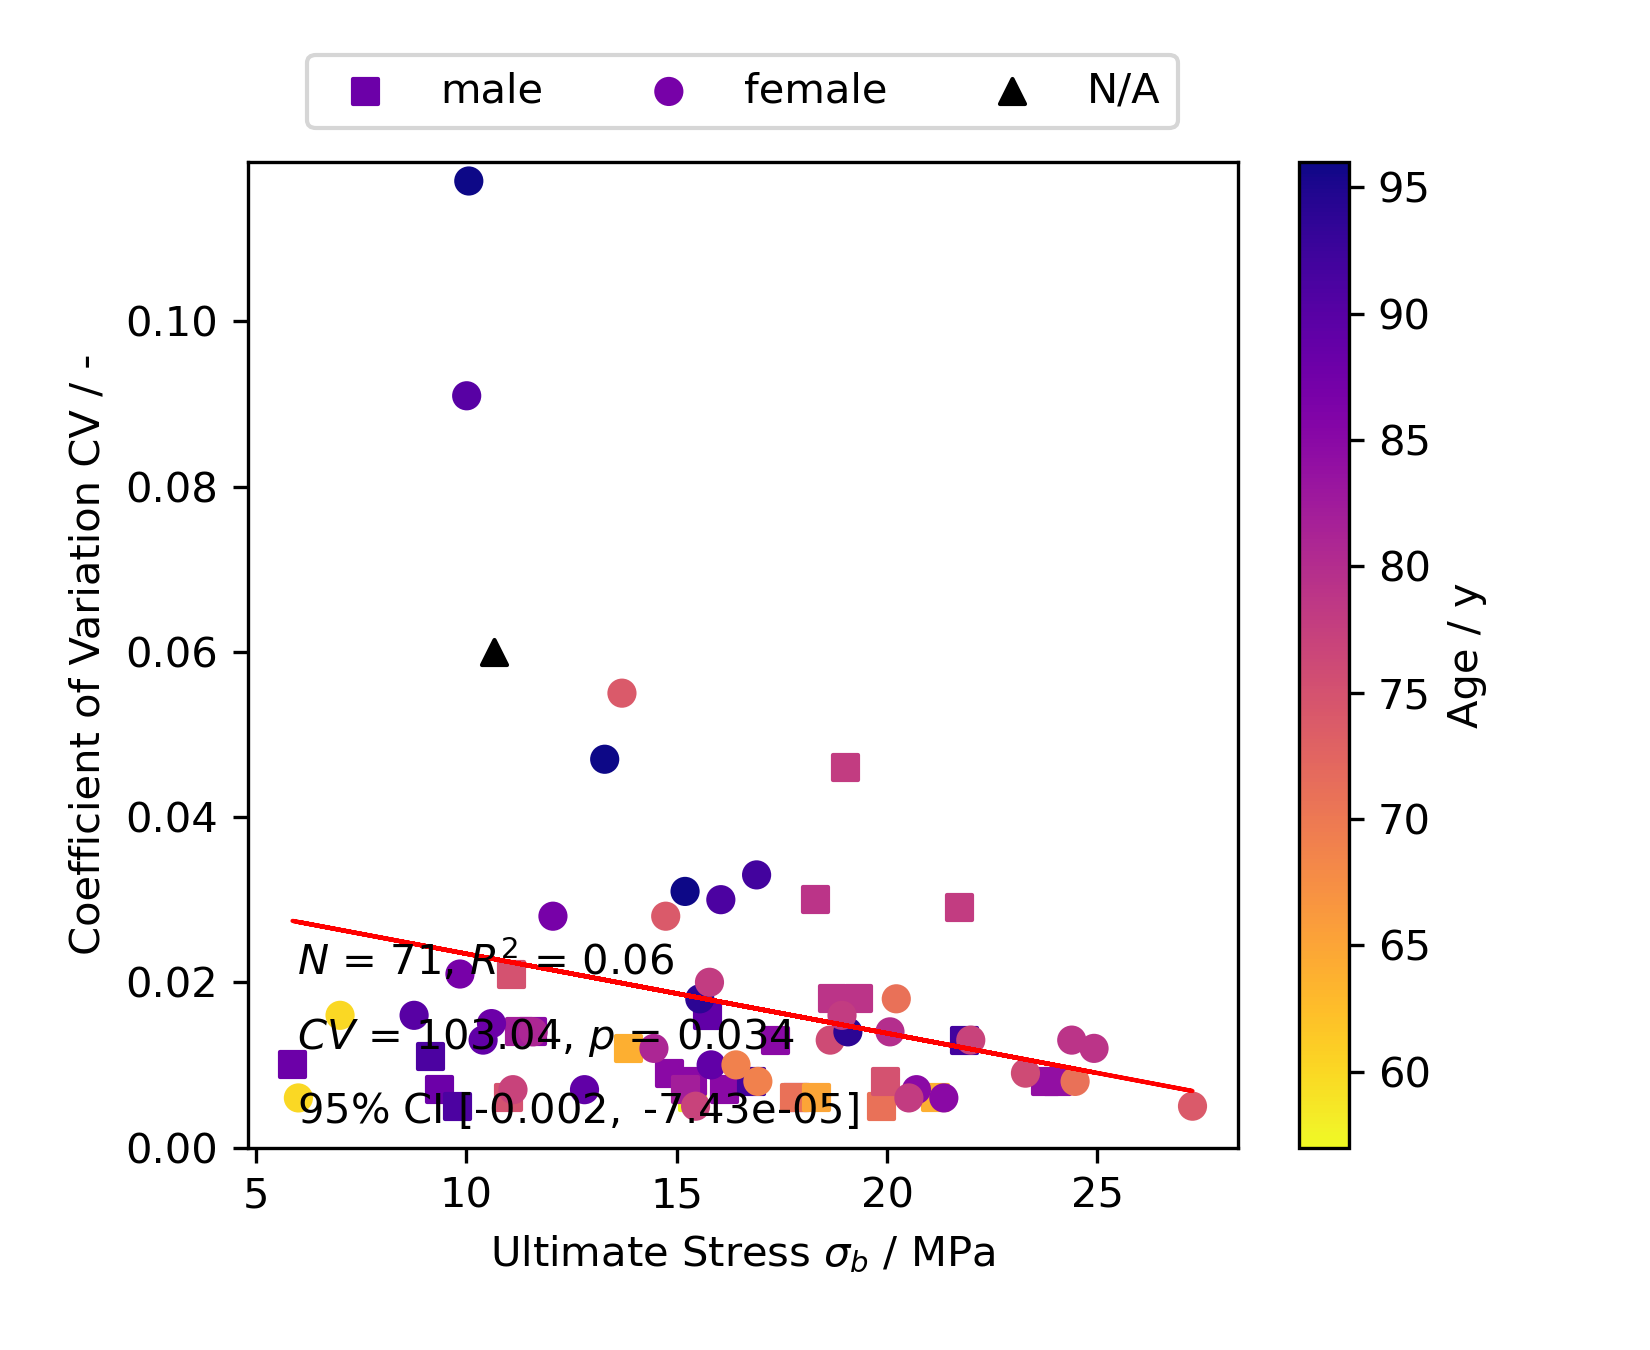 male female N/A
0.10
0.08
0.06
0.04
0.02
0.00
Coefficient of Variation CV / -
N = 71, R² = 0.06
CV = 103.04, p = 0.034
95% CI [-0.002, -7.43e-05]
5 10 15 20 25
Ultimate Stress σ_b / MPa
95
90
85
80
75
70
65
60
Age / y